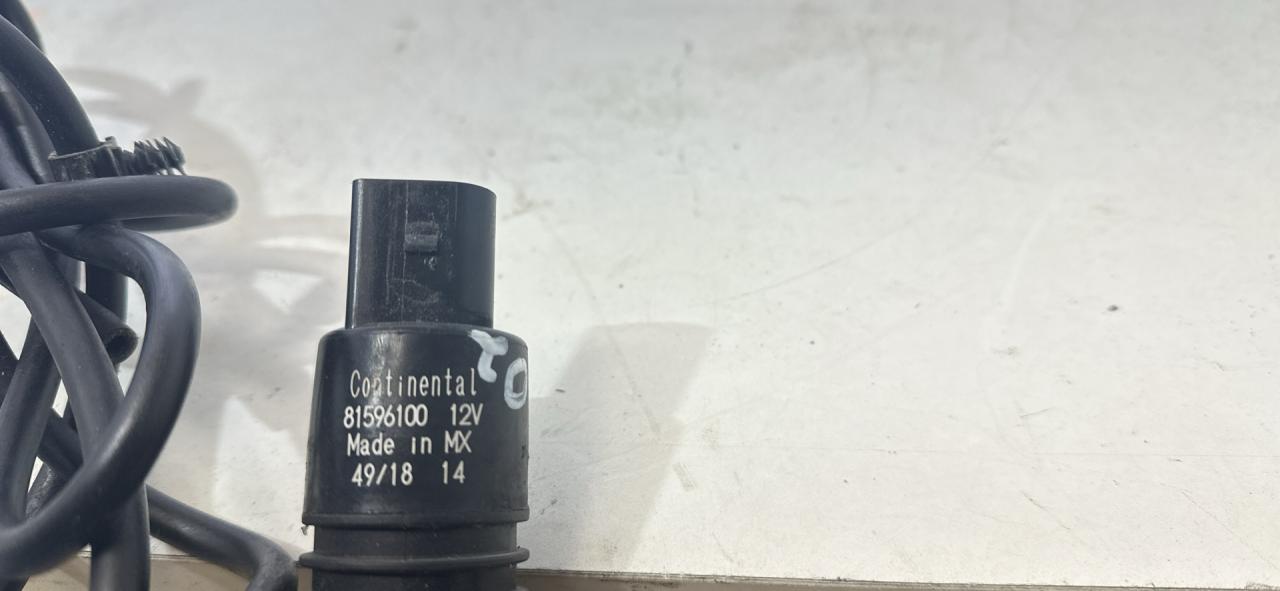 Continental
81596100 12V
Made in MX
49/18 14